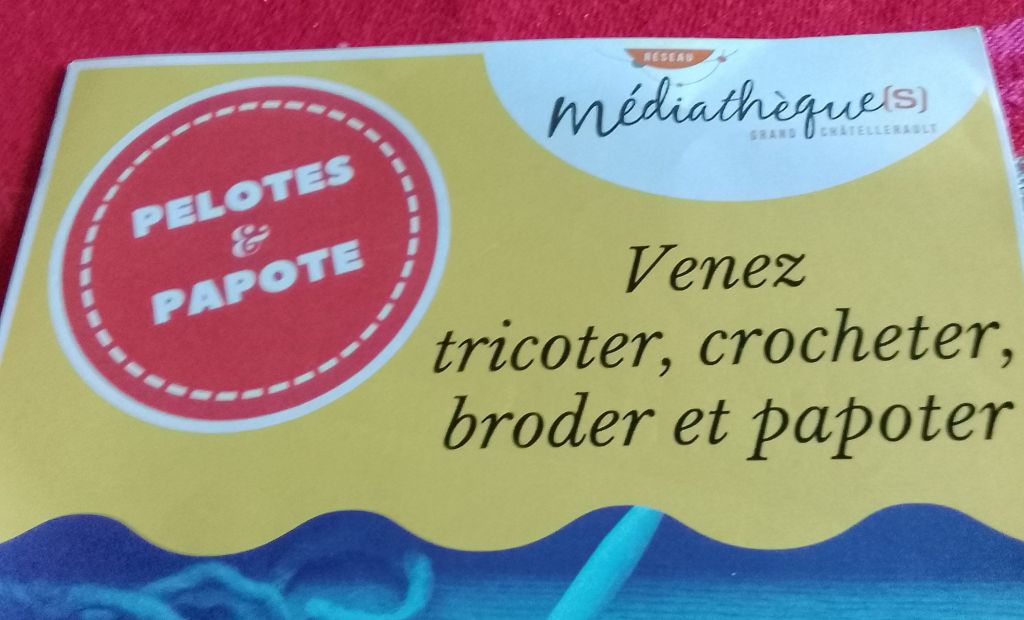 PELOTES
&
PAPOTE
RÉSEAU
médiathèque(s)
GRAND CHÂTELLERAULT
Venez
tricoter, crocheter,
broder et papoter